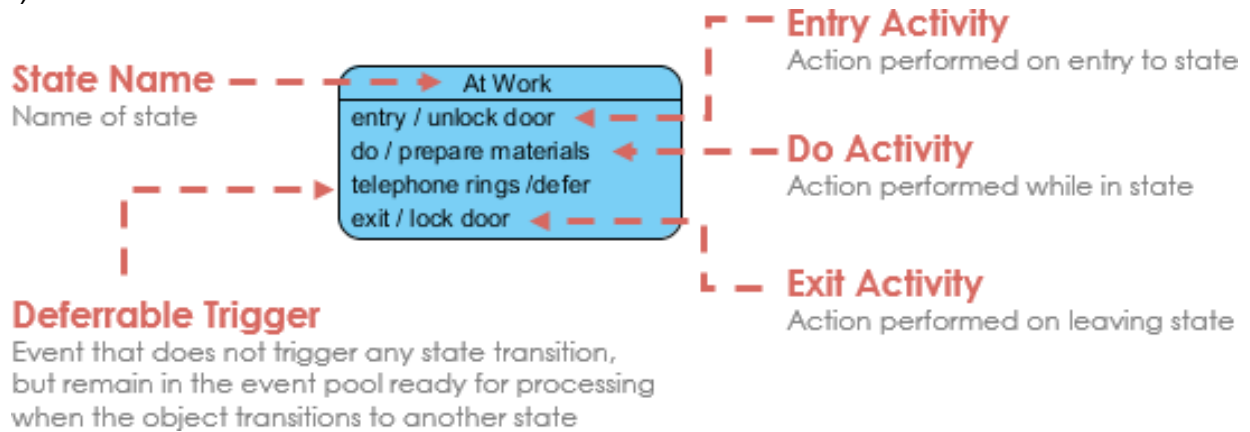 State Name
Name of state
At Work
entry / unlock door
do / prepare materials
telephone rings /defer
exit / lock door
Entry Activity
Action performed on entry to state
Do Activity
Action performed while in state
Exit Activity
Action performed on leaving state
Deferrable Trigger
Event that does not trigger any state transition,
but remain in the event pool ready for processing
when the object transitions to another state